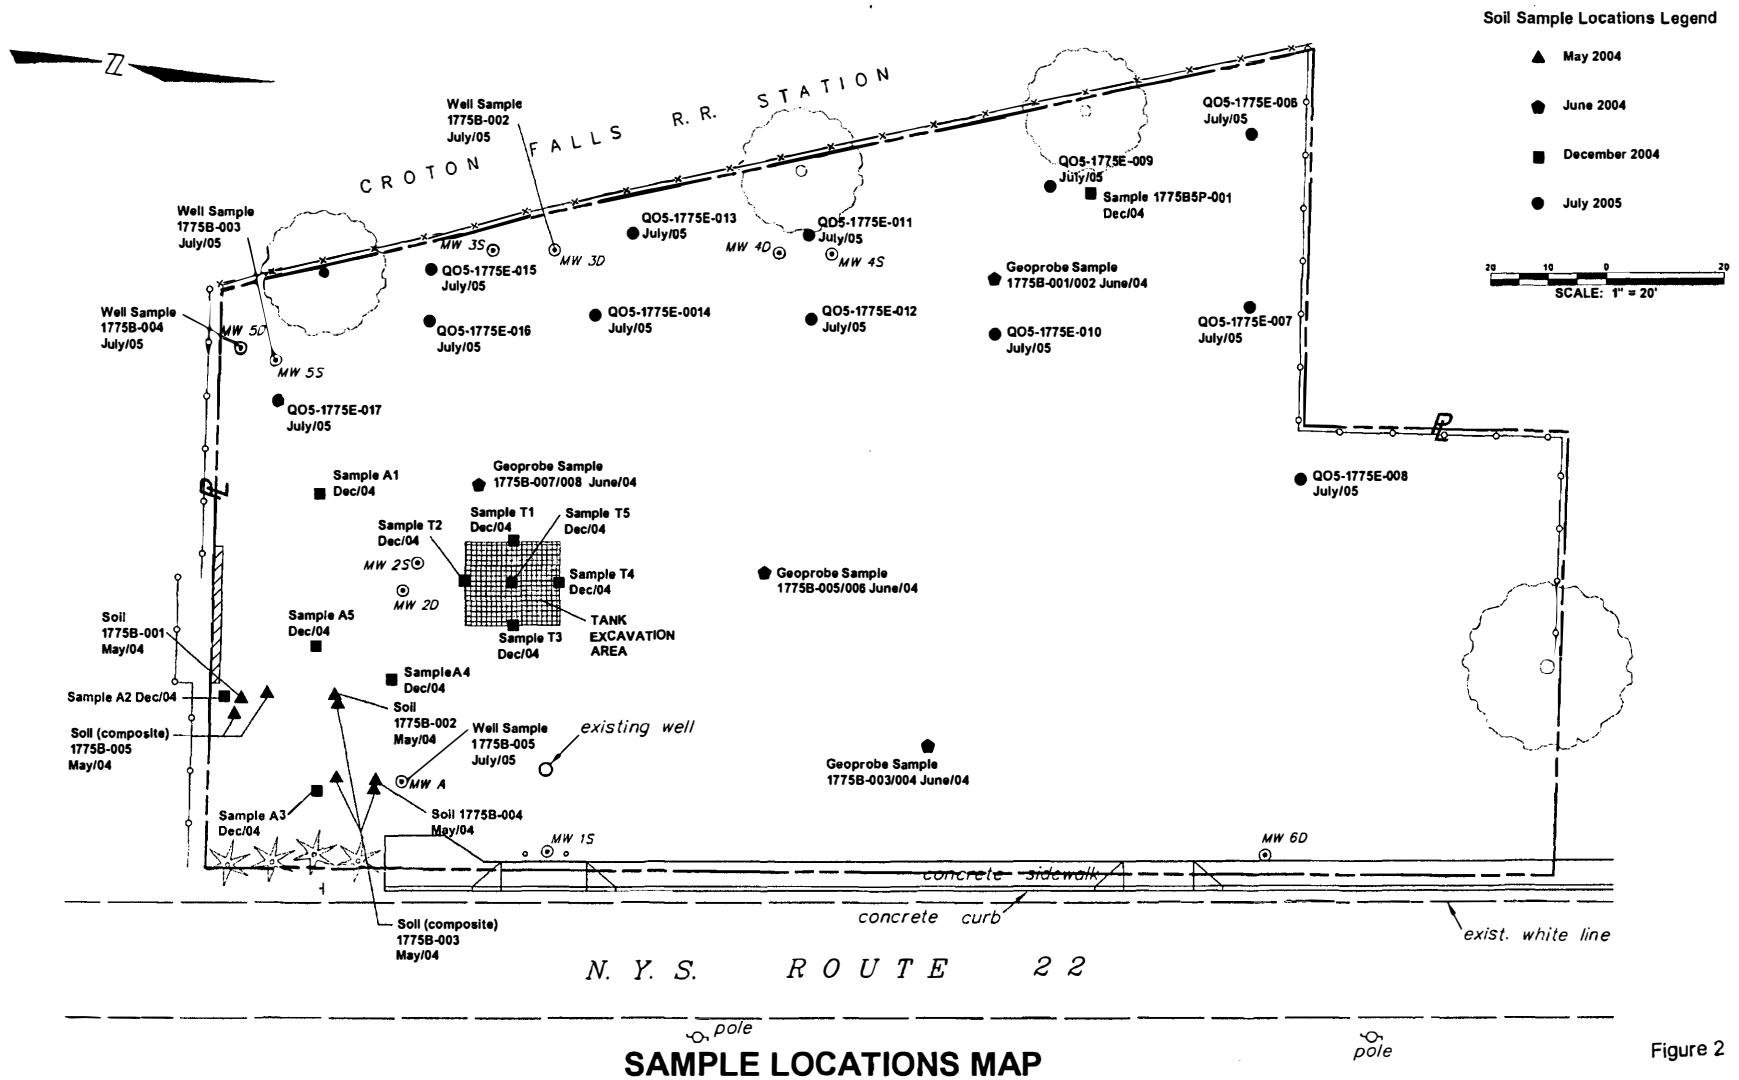 Soil Sample Locations Legend
May 2004
June 2004
December 2004
July 2005
20 10 0 20
SCALE: 1" = 20'
Z
CROTON FALLS R.R. STATION
Well Sample
1775B-002
July/05
QO5-1775E-006
July/05
QO5-1775E-009
July/05
Sample 1775B5P-001
Dec/04
Well Sample
1775B-003
July/05
QO5-1775E-013
July/05
QO5-1775E-011
July/05
MW 3S
MW 3D
MW 4D
MW 4S
QO5-1775E-015
July/05
Geoprobe Sample
1775B-001/002 June/04
Well Sample
1775B-004
July/05
MW 5D
QO5-1775E-016
July/05
QO5-1775E-0014
July/05
QO5-1775E-012
July/05
QO5-1775E-010
July/05
QO5-1775E-007
July/05
MW 5S
QO5-1775E-017
July/05
PL
PL
Sample A1
Dec/04
Geoprobe Sample
1775B-007/008 June/04
QO5-1775E-008
July/05
Sample T2
Dec/04
Sample T1
Dec/04
Sample T5
Dec/04
MW 2S
MW 2D
Sample T4
Dec/04
Geoprobe Sample
1775B-005/006 June/04
Soil
1775B-001
May/04
Sample A5
Dec/04
TANK
EXCAVATION
AREA
Sample T3
Dec/04
Sample A2 Dec/04
SampleA4
Dec/04
Soil
1775B-002
May/04
Soil (composite)
1775B-005
May/04
Well Sample
1775B-005
July/05
existing well
Geoprobe Sample
1775B-003/004 June/04
MW A
Sample A3
Dec/04
Soil 1775B-004
May/04
MW 1S
MW 6D
concrete sidewalk
concrete curb
Soil (composite)
1775B-003
May/04
exist. white line
N.Y.S. ROUTE 22
pole
pole
SAMPLE LOCATIONS MAP
Figure 2